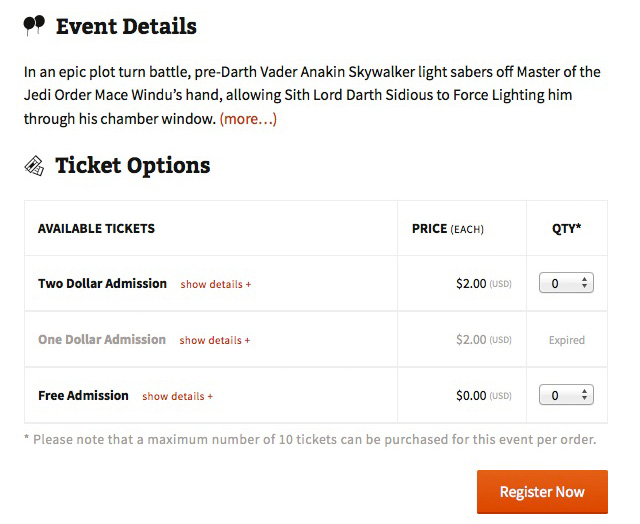 Event Details
In an epic plot turn battle, pre-Darth Vader Anakin Skywalker light sabers off Master of the
Jedi Order Mace Windu’s hand, allowing Sith Lord Darth Sidious to Force Lighting him
through his chamber window. (more…)
Ticket Options
AVAILABLE TICKETS PRICE (EACH) QTY*
Two Dollar Admission show details + $2.00 (USD) 0
One Dollar Admission show details + $2.00 (USD) Expired
Free Admission show details + $0.00 (USD) 0
* Please note that a maximum number of 10 tickets can be purchased for this event per order.
Register Now